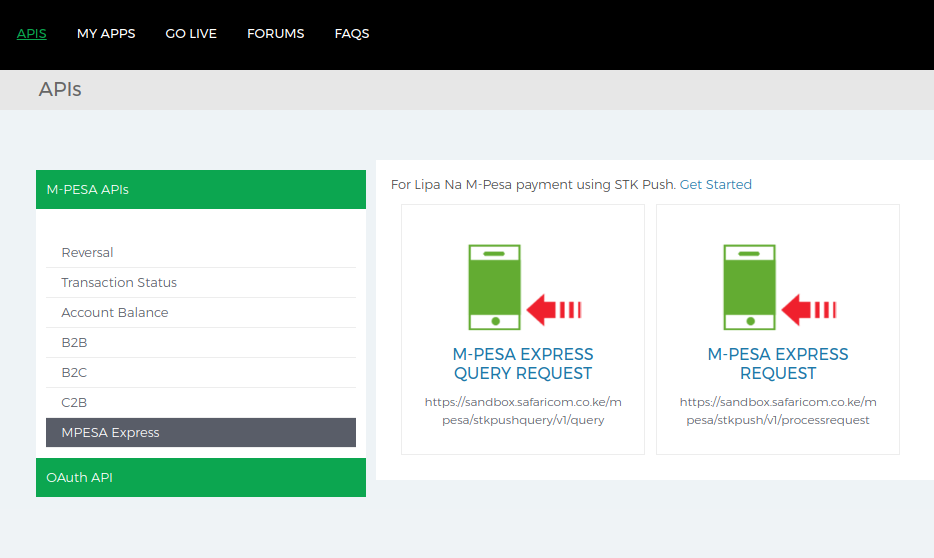 APIS MY APPS GO LIVE FORUMS FAQS
APIs
M-PESA APIs
Reversal
Transaction Status
Account Balance
B2B
B2C
C2B
MPESA Express
OAuth API
For Lipa Na M-Pesa payment using STK Push. Get Started
M-PESA EXPRESS
QUERY REQUEST
https://sandbox.safaricom.co.ke/m
pesa/stkpushquery/v1/query
M-PESA EXPRESS
REQUEST
https://sandbox.safaricom.co.ke/m
pesa/stkpush/v1/processrequest